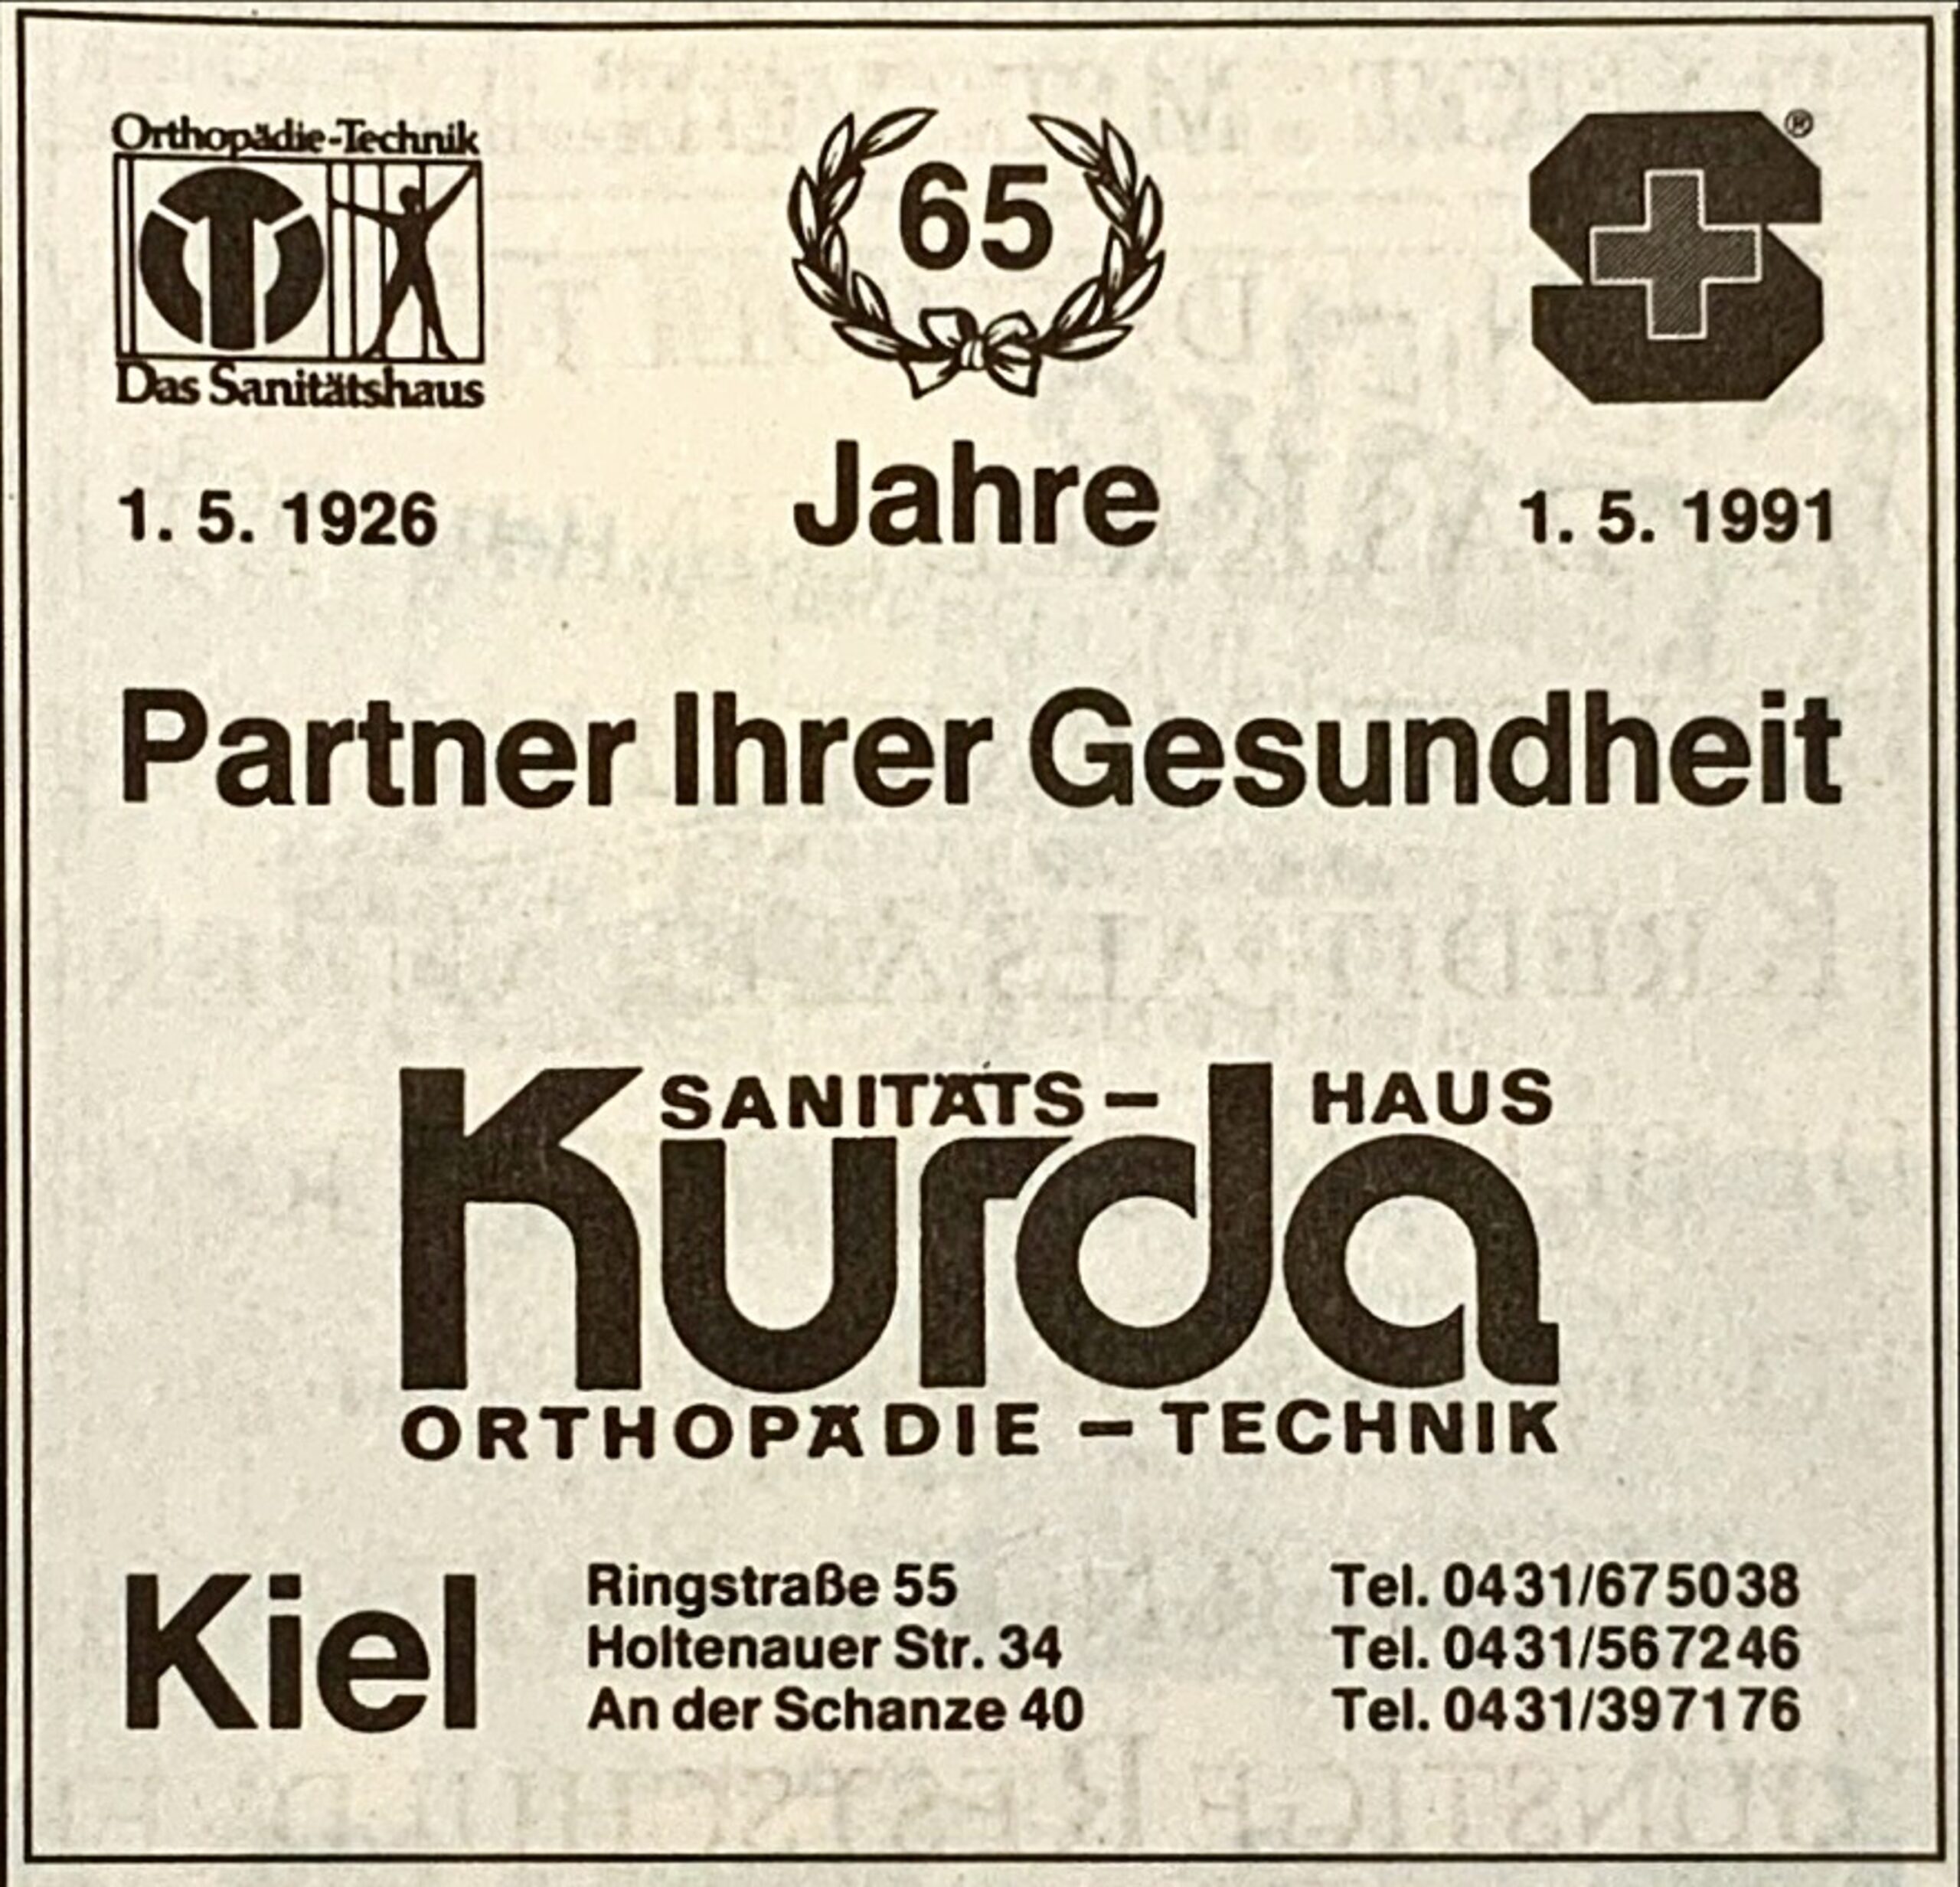 Orthopädie-Technik
Das Sanitätshaus
65
®
1. 5. 1926
Jahre
1. 5. 1991
Partner Ihrer Gesundheit
SANITÄTS – HAUS
Kurda
ORTHOPÄDIE – TECHNIK
Kiel
Ringstraße 55 Tel. 0431/675038
Holtenauer Str. 34 Tel. 0431/567246
An der Schanze 40 Tel. 0431/397176